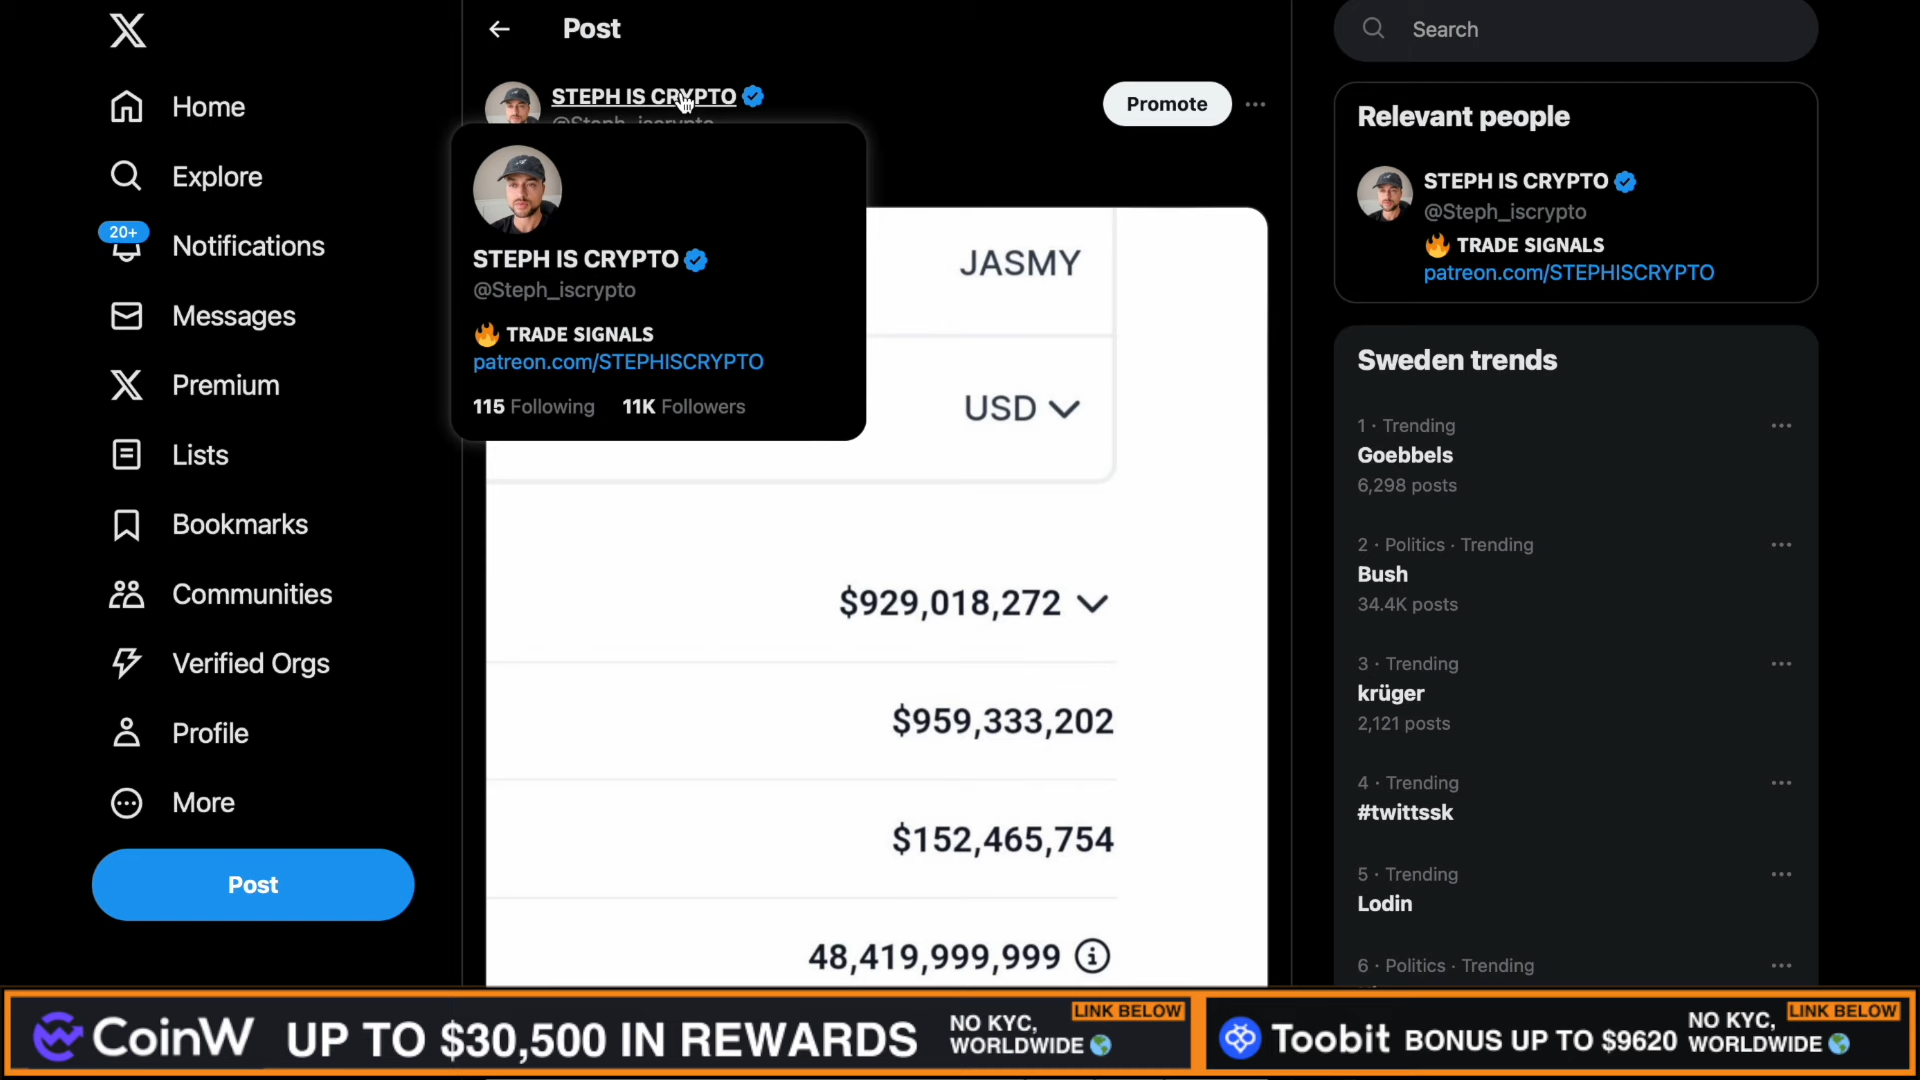 Home
Explore
20+
Notifications
Messages
Premium
Lists
Bookmarks
Communities
Verified Orgs
Profile
More
Post
Post
STEPH IS CRYPTO
@Steph_iscrypto
Promote
STEPH IS CRYPTO
@Steph_iscrypto
🔥 TRADE SIGNALS
patreon.com/STEPHISCRYPTO
115 Following 11K Followers
JASMY
USD
$929,018,272
$959,333,202
$152,465,754
48,419,999,999
Search
Relevant people
STEPH IS CRYPTO
@Steph_iscrypto
🔥 TRADE SIGNALS
patreon.com/STEPHISCRYPTO
Sweden trends
1 · Trending
Goebbels
6,298 posts
2 · Politics · Trending
Bush
34.4K posts
3 · Trending
krüger
2,121 posts
4 · Trending
#twittssk
5 · Trending
Lodin
6 · Politics · Trending
CoinW UP TO $30,500 IN REWARDS
NO KYC,
WORLDWIDE
LINK BELOW
Toobit BONUS UP TO $9620
NO KYC,
WORLDWIDE
LINK BELOW